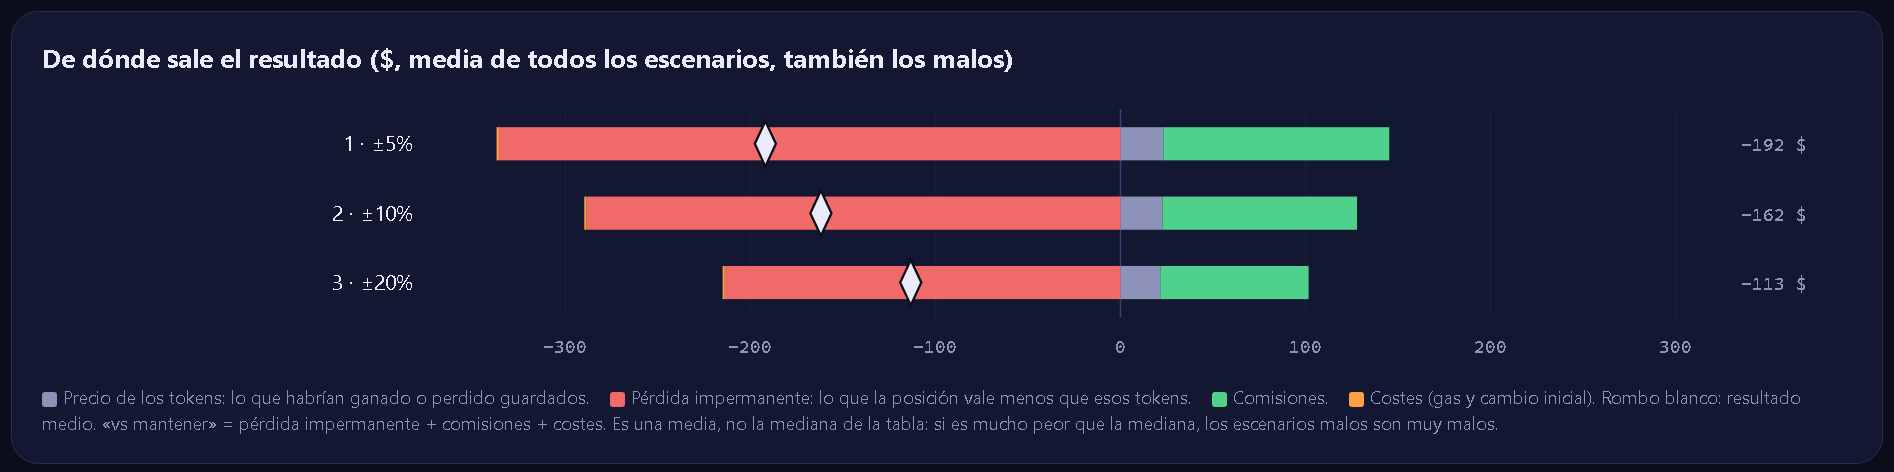 De dónde sale el resultado ($, media de todos los escenarios, también los malos)
1 · ±5%
−192 $
2 · ±10%
−162 $
3 · ±20%
−113 $
−300 −200 −100 0 100 200 300
Precio de los tokens: lo que habrían ganado o perdido guardados. Pérdida impermanente: lo que la posición vale menos que esos tokens. Comisiones. Costes (gas y cambio inicial). Rombo blanco: resultado
medio. «vs mantener» = pérdida impermanente + comisiones + costes. Es una media, no la mediana de la tabla: si es mucho peor que la mediana, los escenarios malos son muy malos.